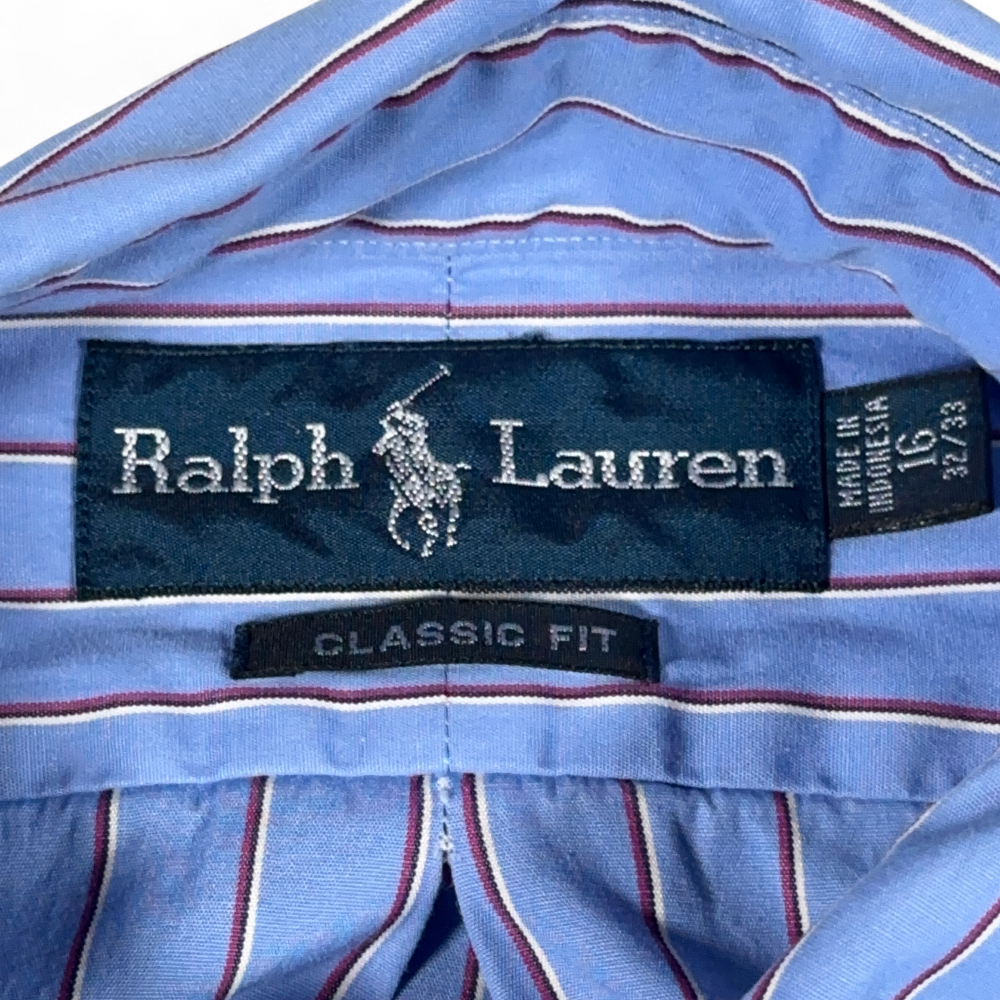 Ralph Lauren
MADE IN
INDONESIA
16
32/33
CLASSIC FIT